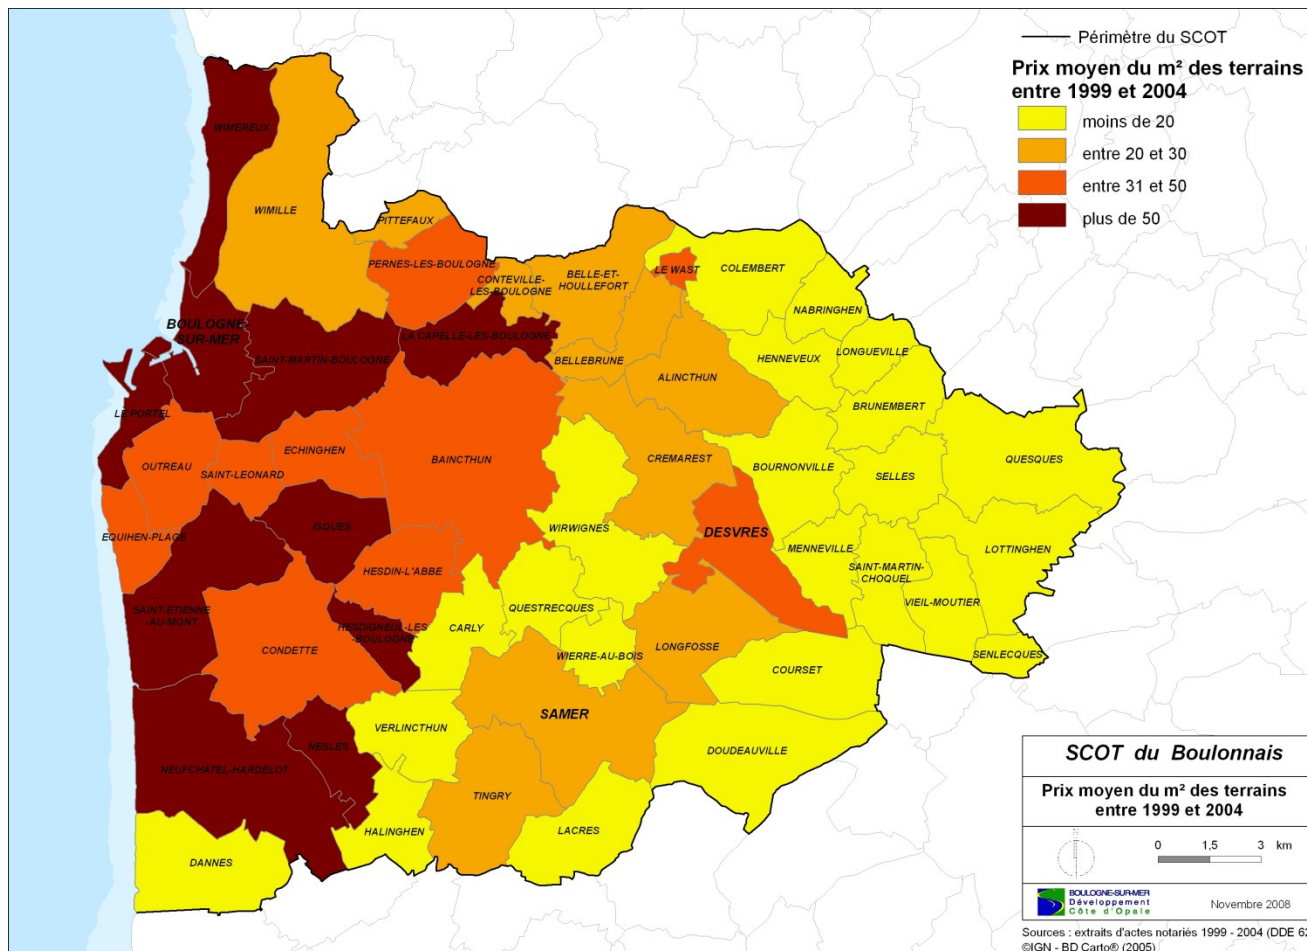 Périmètre du SCOT
Prix moyen du m² des terrains
entre 1999 et 2004
moins de 20
entre 20 et 30
entre 31 et 50
plus de 50
WIMEREUX
WIMILLE
PITTEFAUX
PERNES-LES-BOULOGNE
CONTEVILLE-
LES-BOULOGNE
BELLE-ET-
HOULLEFORT
LE WAST
COLEMBERT
NABRINGHEN
BOULOGNE-
SUR-MER
SAINT-MARTIN-BOULOGNE
LA CAPELLE-LES-BOULOGNE
BELLEBRUNE
ALINCTHUN
HENNEVEUX
LONGUEVILLE
BRUNEMBERT
LE PORTEL
OUTREAU
SAINT-LEONARD
ECHINGHEN
BAINCTHUN
CREMAREST
BOURNONVILLE
SELLES
QUESQUES
EQUIHEN-PLAGE
ISQUES
WIRWIGNES
DESVRES
MENNEVILLE
LOTTINGHEN
HESDIN-L'ABBE
SAINT-MARTIN-
CHOQUEL
VIEIL-MOUTIER
SAINT-ETIENNE
-AU-MONT
HESDIGNEUL-LES
-BOULOGNE
CARLY
QUESTRECQUES
CONDETTE
WIERRE-AU-BOIS
LONGFOSSE
COURSET
SENLECQUES
VERLINCTHUN
SAMER
NESLES
DOUDEAUVILLE
NEUFCHATEL-HARDELOT
TINGRY
HALINGHEN
LACRES
DANNES
SCOT du Boulonnais
Prix moyen du m² des terrains
entre 1999 et 2004
0 1,5 3 km
BOULOGNE-SUR-MER
Développement
Côte d'Opale
Novembre 2008
Sources : extraits d'actes notariés 1999 - 2004 (DDE 62
©IGN - BD Carto® (2005)